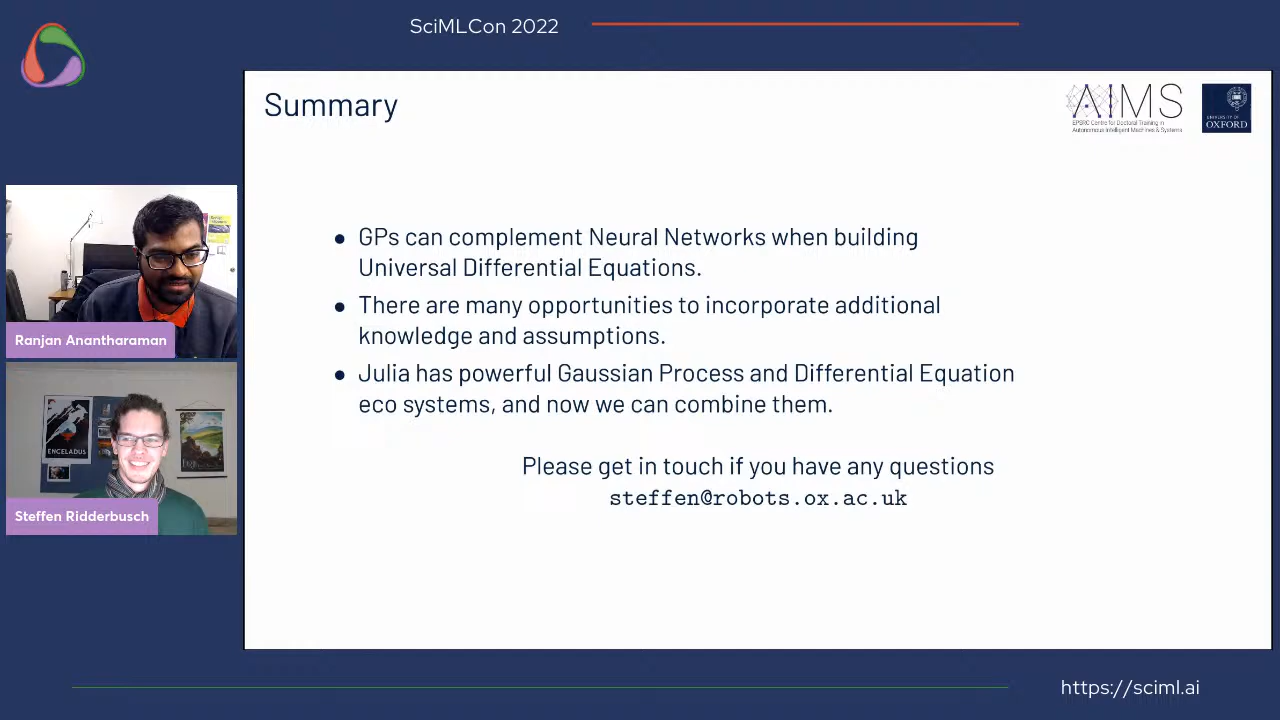 SciMLCon 2022
Summary
AIMS
EPSRC Centre for Doctoral Training in
Autonomous Intelligent Machines & Systems
UNIVERSITY OF
OXFORD
● GPs can complement Neural Networks when building
Universal Differential Equations.
● There are many opportunities to incorporate additional
knowledge and assumptions.
● Julia has powerful Gaussian Process and Differential Equation
eco systems, and now we can combine them.
Please get in touch if you have any questions
steffen@robots.ox.ac.uk
Ranjan Anantharaman
ENCELADUS
Steffen Ridderbusch
https://sciml.ai